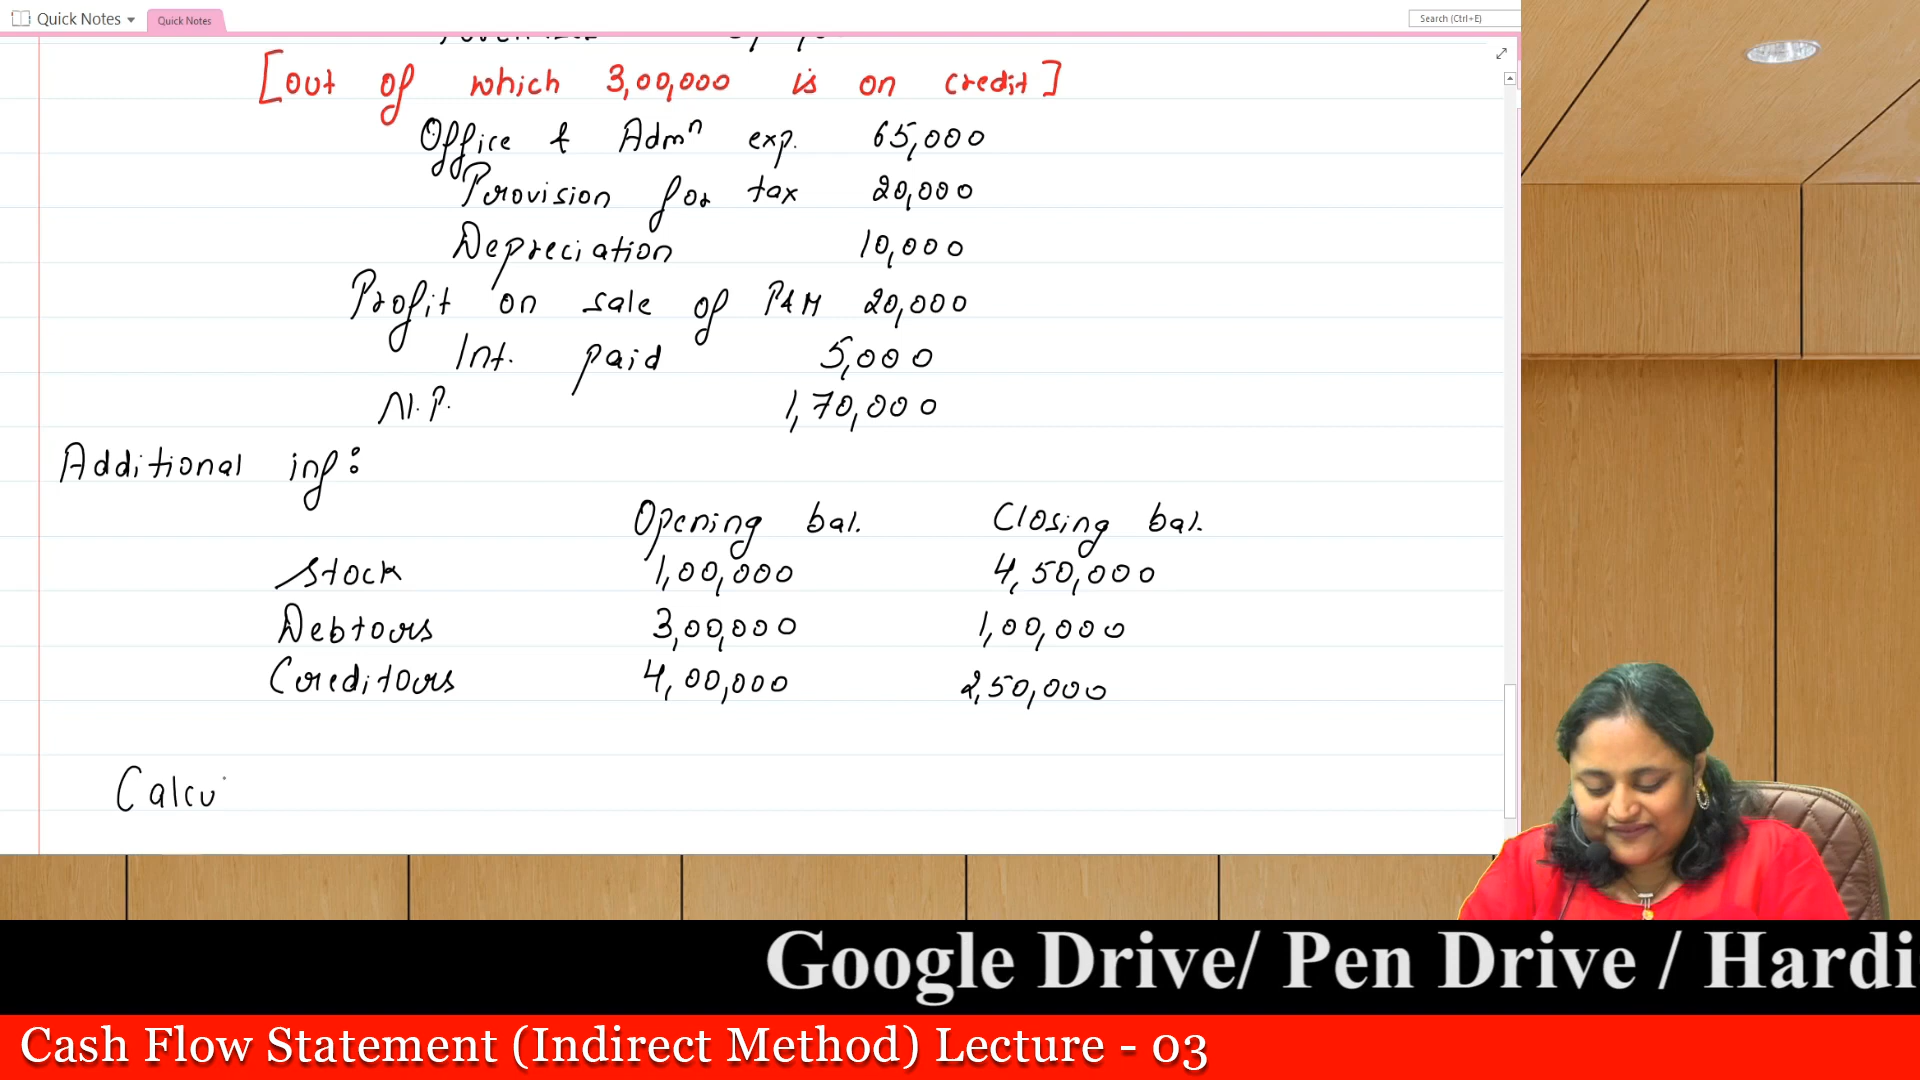 Quick Notes
Quick Notes
Search (Ctrl+E)
[out of which 3,00,000 is on credit]
Office & Admⁿ exp. 65,000
Provision for tax 20,000
Depreciation 10,000
Profit on sale of P&M 20,000
Int. paid 5,000
N.P. 1,70,000
Additional inf:
Opening bal. Closing bal.
Stock 1,00,000 4,50,000
Debtors 3,00,000 1,00,000
Creditors 4,00,000 2,50,000
Calcu
Google Drive/ Pen Drive / Hardi
Cash Flow Statement (Indirect Method) Lecture - 03